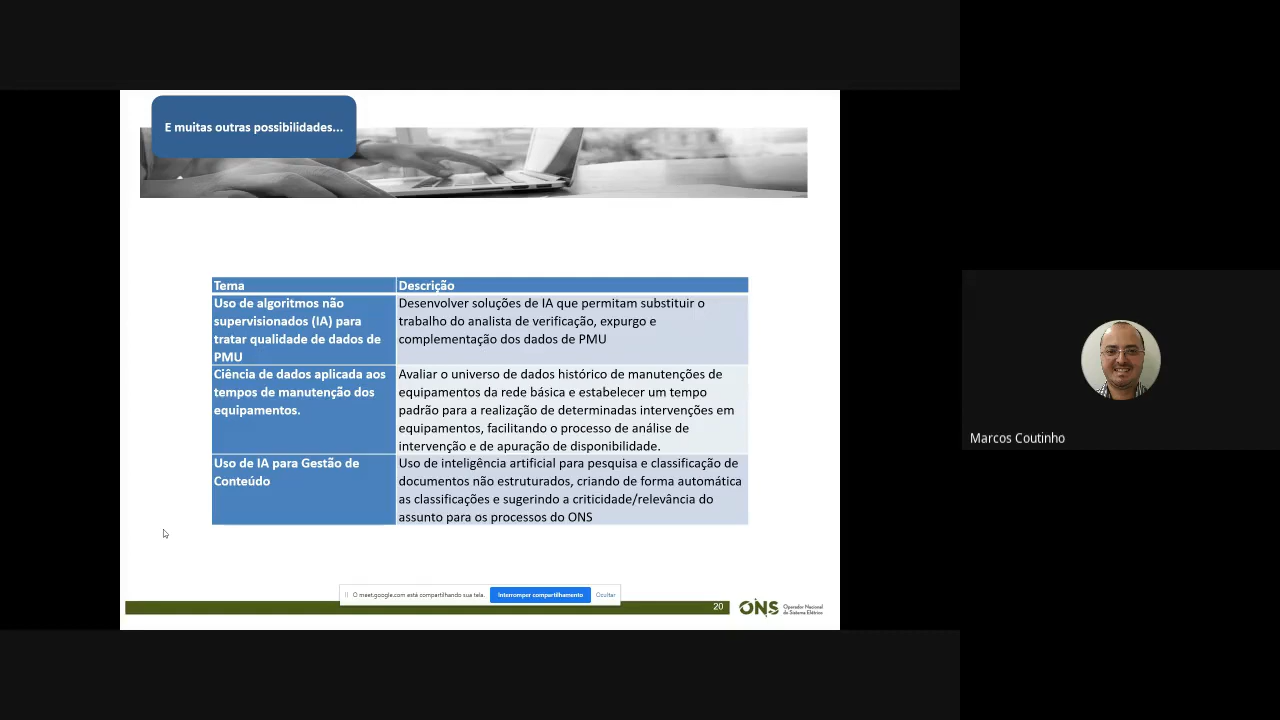 E muitas outras possibilidades...
Tema
Descrição
Uso de algoritmos não
supervisionados (IA) para
tratar qualidade de dados de
PMU
Desenvolver soluções de IA que permitam substituir o
trabalho do analista de verificação, expurgo e
complementação dos dados de PMU
Ciência de dados aplicada aos
tempos de manutenção dos
equipamentos.
Avaliar o universo de dados histórico de manutenções de
equipamentos da rede básica e estabelecer um tempo
padrão para a realização de determinadas intervenções em
equipamentos, facilitando o processo de análise de
intervenção e de apuração de disponibilidade.
Uso de IA para Gestão de
Conteúdo
Uso de inteligência artificial para pesquisa e classificação de
documentos não estruturados, criando de forma automática
as classificações e sugerindo a criticidade/relevância do
assunto para os processos do ONS
Marcos Coutinho
O meet.google.com está compartilhando sua tela.
Interromper compartilhamento
Ocultar
20
ONS
Operador Nacional
do Sistema Elétrico